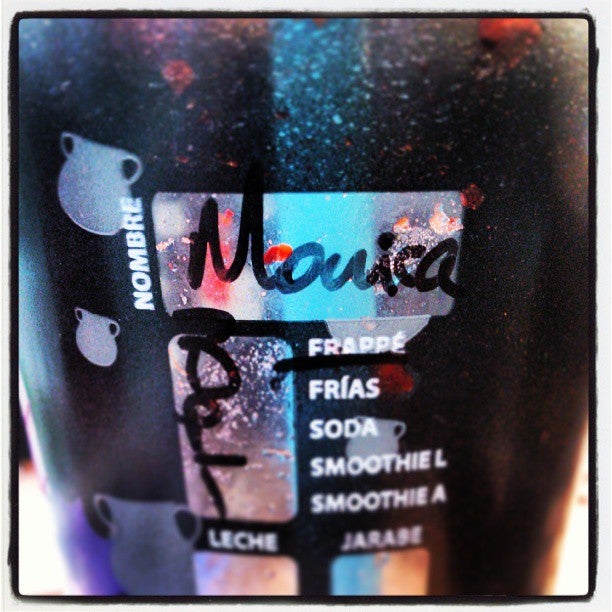 NOMBRE
Monica
FRAPPÉ
FRÍAS
SODA
SMOOTHIE L
SMOOTHIE A
LECHE JARABE